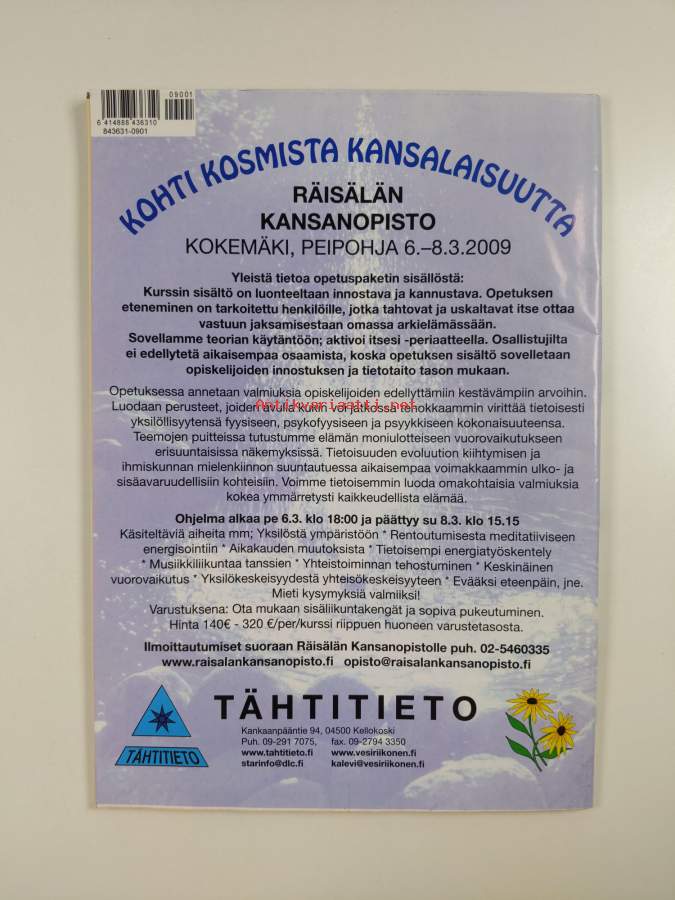 09001
6 414888 436310
843631-0901
KOHTI KOSMISTA KANSALAISUUTTA
RÄISÄLÄN
KANSANOPISTO
KOKEMÄKI, PEIPOHJA 6.–8.3.2009
Yleistä tietoa opetuspaketin sisällöstä:
Kurssin sisältö on luonteeltaan innostava ja kannustava. Opetuksen
eteneminen on tarkoitettu henkilöille, jotka tahtovat ja uskaltavat itse ottaa
vastuun jaksamisestaan omassa arkielämässään.
Sovellamme teorian käytäntöön; aktivoi itsesi -periaatteella. Osallistujilta
ei edellytetä aikaisempaa osaamista, koska opetuksen sisältö sovelletaan
opiskelijoiden innostuksen ja tietotaito tason mukaan.
Opetuksessa annetaan valmiuksia opiskelijoiden edellyttämiin kestävämpiin arvoihin.
Luodaan perusteet, joiden avulla kukin voi jatkossa tehokkaammin virittää tietoisesti
Antikvariaatti.net
yksilöllisyytensä fyysiseen, psykofyysiseen ja psyykkiseen kokonaisuuteensa.
Teemojen puitteissa tutustumme elämän moniulotteiseen vuorovaikutukseen
erisuuntaisissa näkemyksissä. Tietoisuuden evoluution kiihtymisen ja
ihmiskunnan mielenkiinnon suuntautuessa aikaisempaa voimakkaammin ulko- ja
sisäavaruudellisiin kohteisiin. Voimme tietoisemmin luoda omakohtaisia valmiuksia
kokea ymmärretysti kaikkeudellista elämää.
Ohjelma alkaa pe 6.3. klo 18:00 ja päättyy su 8.3. klo 15.15
Käsiteltäviä aiheita mm; Yksilöstä ympäristöön * Rentoutumisesta meditatiiviseen
energisointiin * Aikakauden muutoksista * Tietoisempi energiatyöskentely
* Musiikkiliikuntaa tanssien * Yhteistoiminnan tehostuminen * Keskinäinen
vuorovaikutus * Yksilökeskeisyydestä yhteisökeskeisyyteen * Evääksi eteenpäin, jne.
Mieti kysymyksiä valmiiksi!
Varustuksena: Ota mukaan sisäliikuntakengät ja sopiva pukeutuminen.
Hinta 140€ - 320 €/per/kurssi riippuen huoneen varustetasosta.
Ilmoittautumiset suoraan Räisälän Kansanopistolle puh. 02-5460335
www.raisalankansanopisto.fi opisto@raisalankansanopisto.fi
TÄHTITIETO
TÄHTITIETO
Kankaanpääntie 94, 04500 Kellokoski
Puh. 09-291 7075, fax. 09-2794 3350
www.tahtitieto.fi www.vesiriikonen.fi
starinfo@dlc.fi kalevi@vesiriikonen.fi